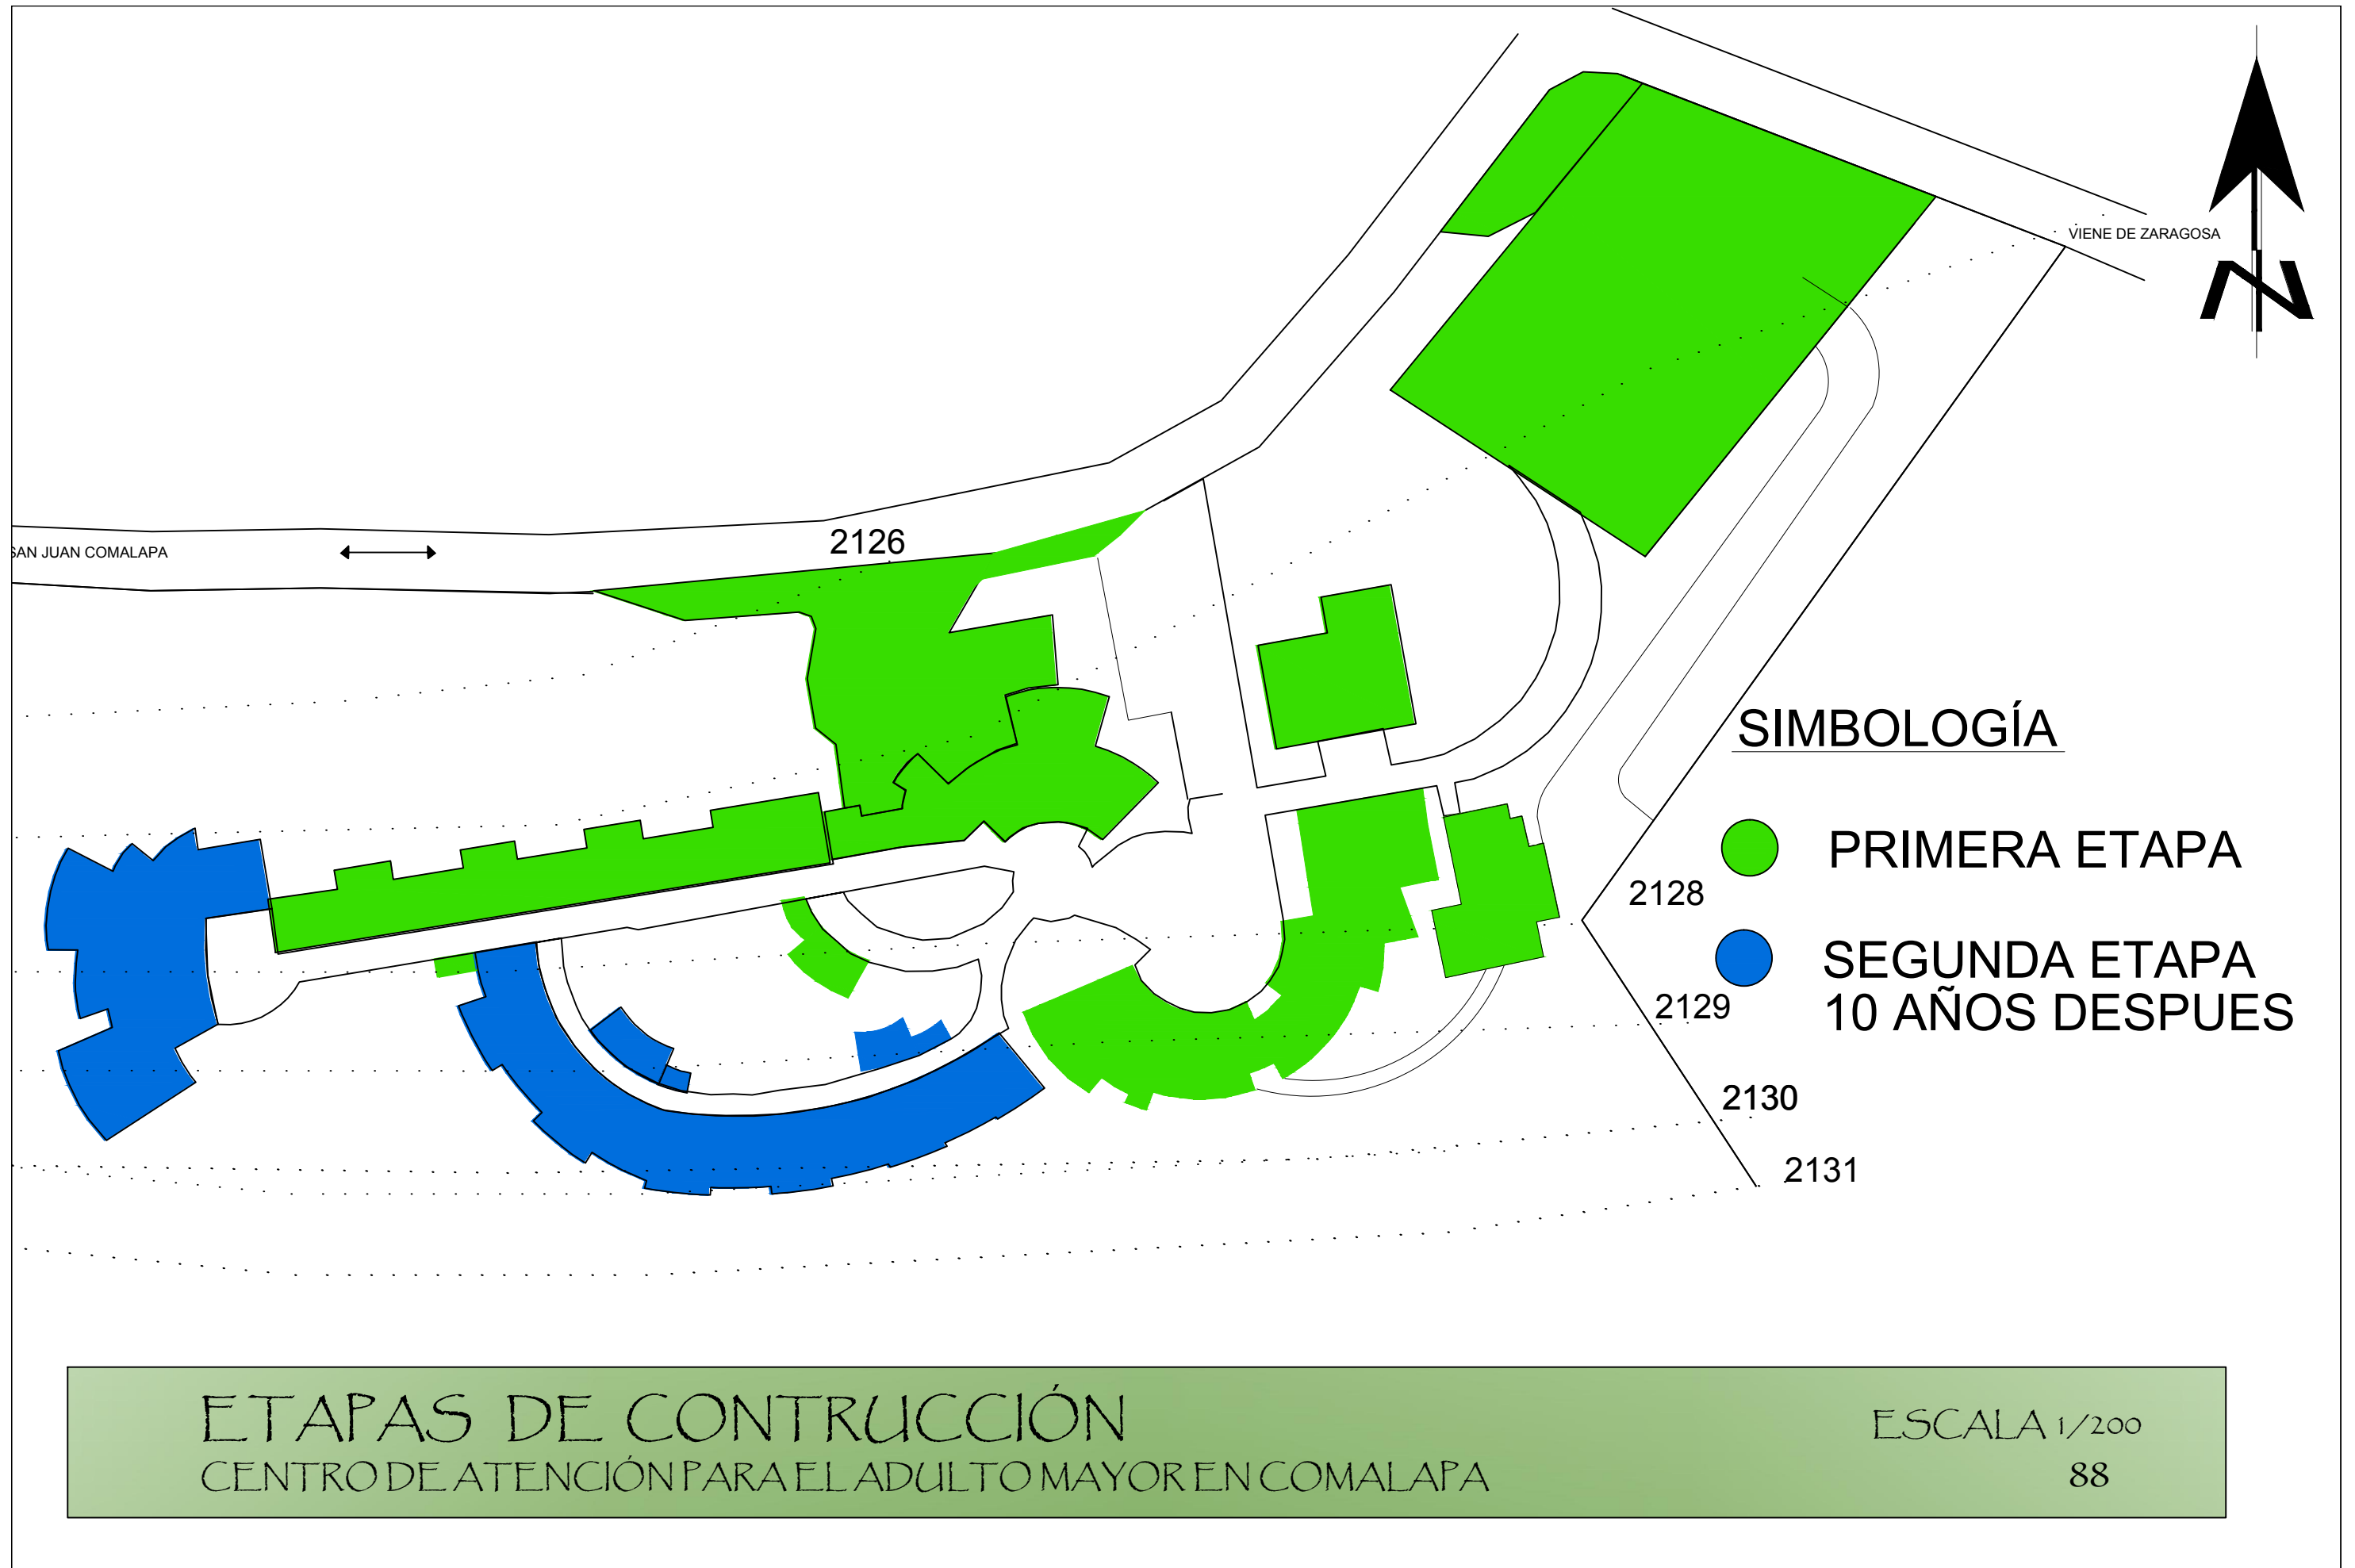 VIENE DE ZARAGOSA
N
SAN JUAN COMALAPA
2126
SIMBOLOGÍA
PRIMERA ETAPA
2128
SEGUNDA ETAPA
10 AÑOS DESPUES
2129
2130
2131
ETAPAS DE CONTRUCCIÓN
ESCALA 1/200
CENTRO DE ATENCIÓN PARA EL ADULTO MAYOR EN COMALAPA
88